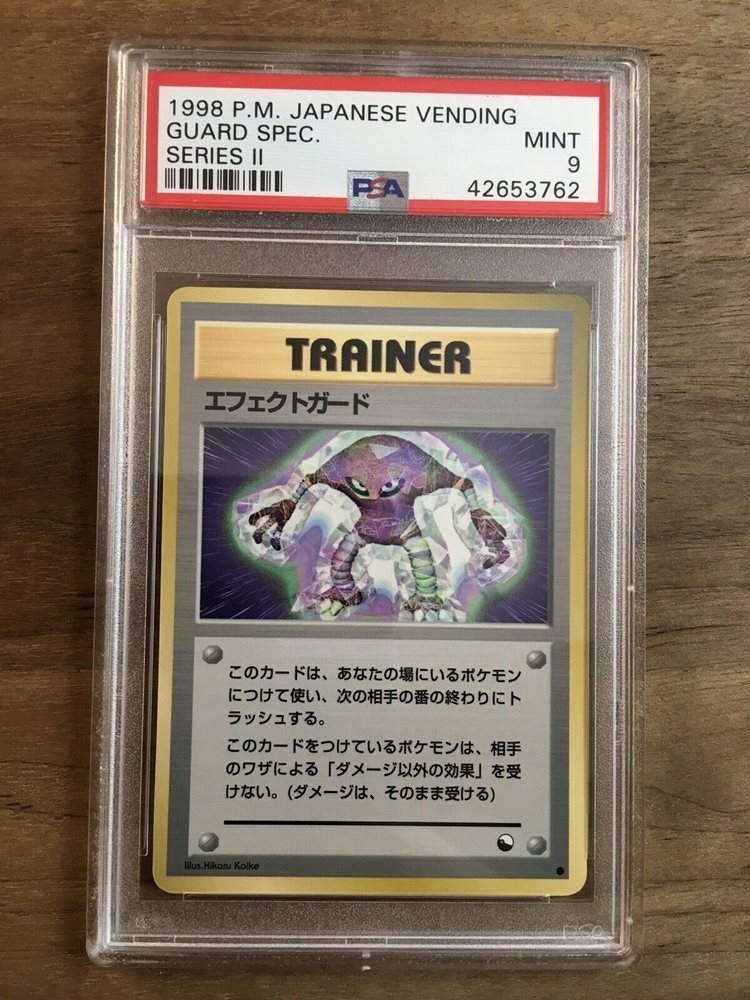 1998 P.M. JAPANESE VENDING
GUARD SPEC. MINT
SERIES II 9
PSA 42653762
TRAINER
エフェクトガード
このカードは、あなたの場にいるポケモン
につけて使い、次の相手の番の終わりにト
ラッシュする。
このカードをつけているポケモンは、相手
のワザによる「ダメージ以外の効果」を受
けない。(ダメージは、そのまま受ける)
Illus.Hikaru Koike
PSA